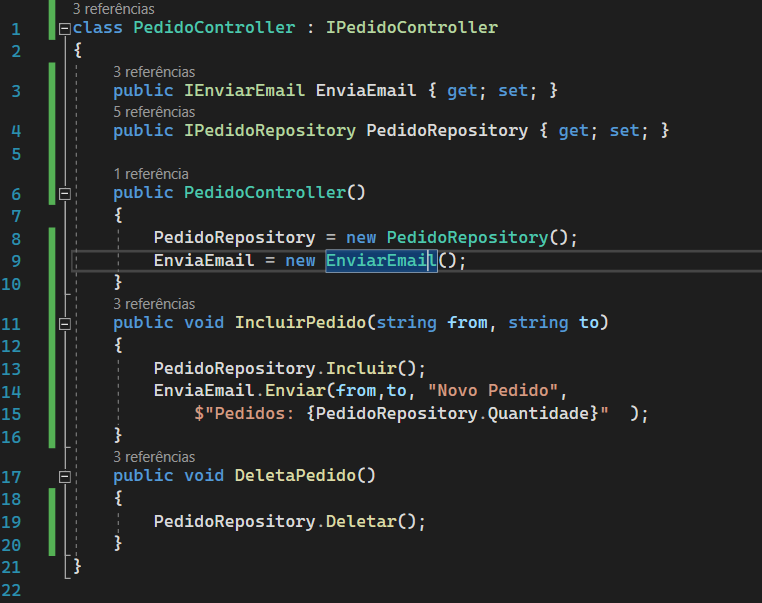 3 referências
1 class PedidoController : IPedidoController
2 {
3 referências
3 public IEnviarEmail EnviaEmail { get; set; }
5 referências
4 public IPedidoRepository PedidoRepository { get; set; }
5
1 referência
6 public PedidoController()
7 {
8 PedidoRepository = new PedidoRepository();
9 EnviaEmail = new EnviarEmail();
10 }
3 referências
11 public void IncluirPedido(string from, string to)
12 {
13 PedidoRepository.Incluir();
14 EnviaEmail.Enviar(from,to, "Novo Pedido",
15 $"Pedidos: {PedidoRepository.Quantidade}"  );
16 }
3 referências
17 public void DeletaPedido()
18 {
19 PedidoRepository.Deletar();
20 }
21 }
22